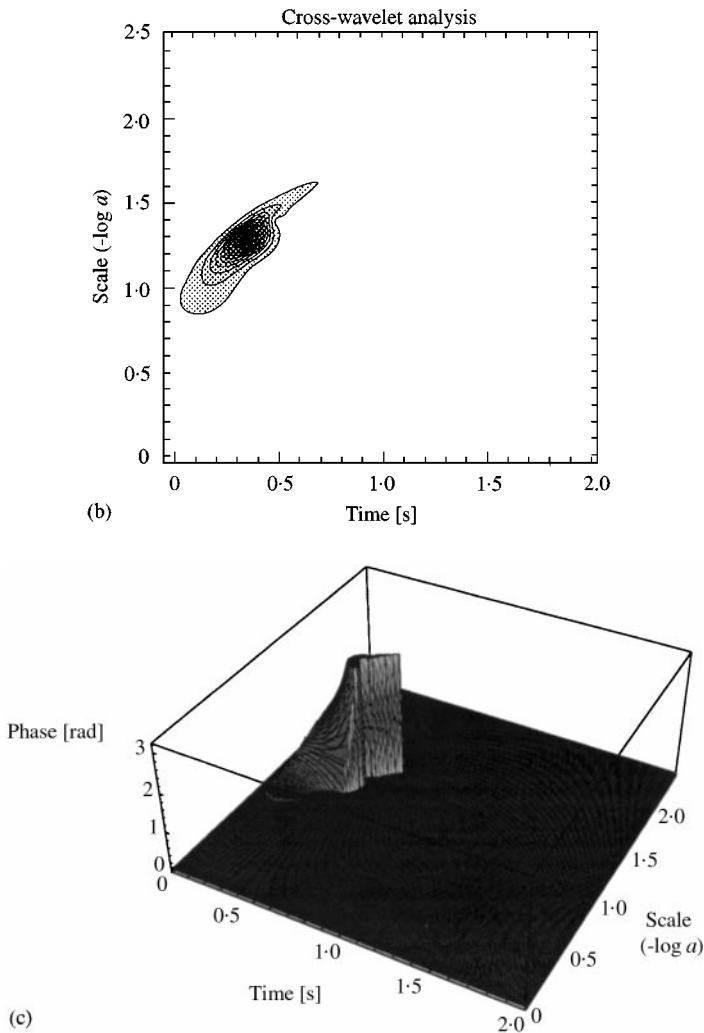 Cross-wavelet analysis
2·5
2·0
1·5
1·0
0·5
0
Scale (-log a)
0 0·5 1·0 1·5 2.0
Time [s]
(b)
Phase [rad]
3
2
1
0
0
0·5
1·0
1·5
2·0
Time [s]
0
0·5
1·0
1·5
2·0
Scale
(-log a)
(c)